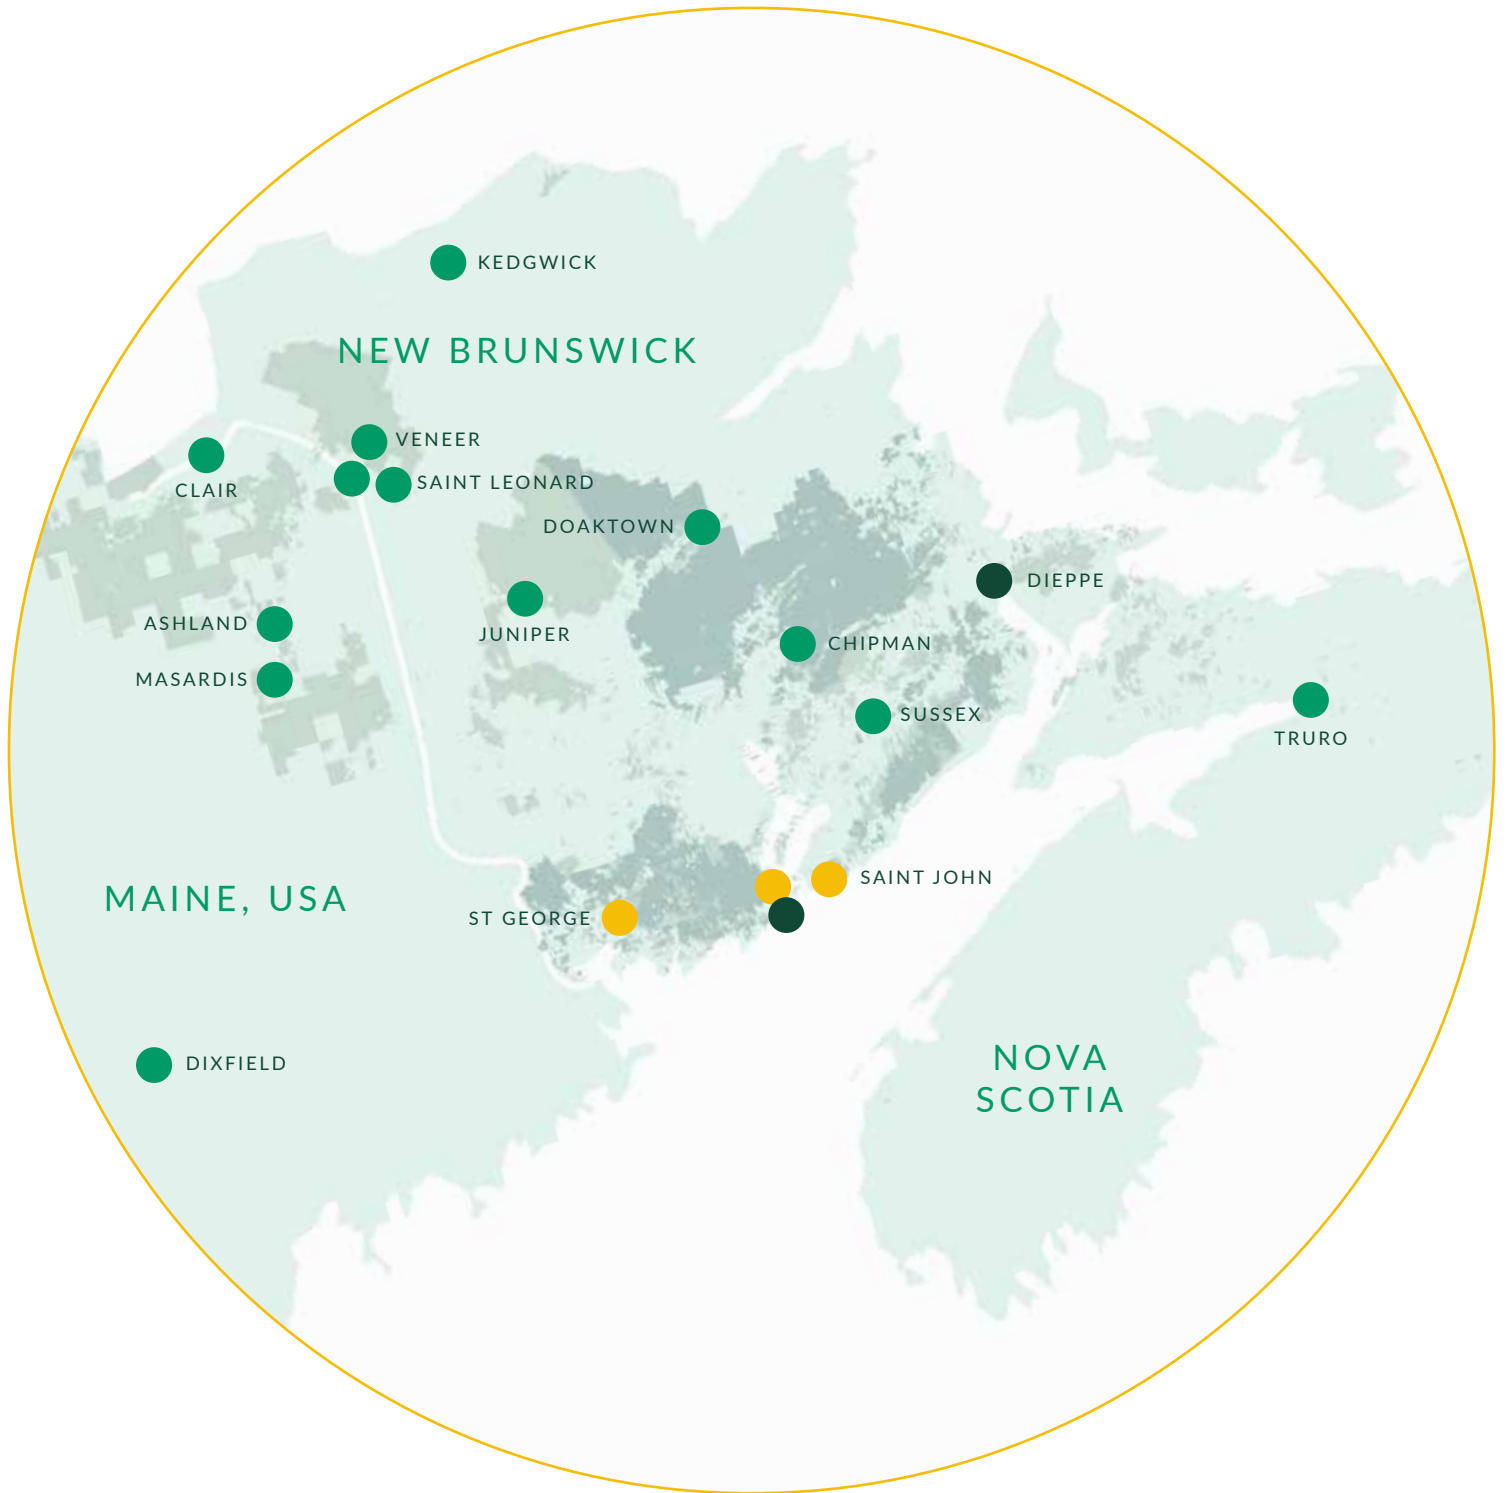 KEDGWICK
NEW BRUNSWICK
VENEER
SAINT LEONARD
CLAIR
DOAKTOWN
DIEPPE
ASHLAND
JUNIPER
CHIPMAN
MASARDIS
SUSSEX
TRURO
SAINT JOHN
MAINE, USA
ST GEORGE
DIXFIELD
NOVA
SCOTIA